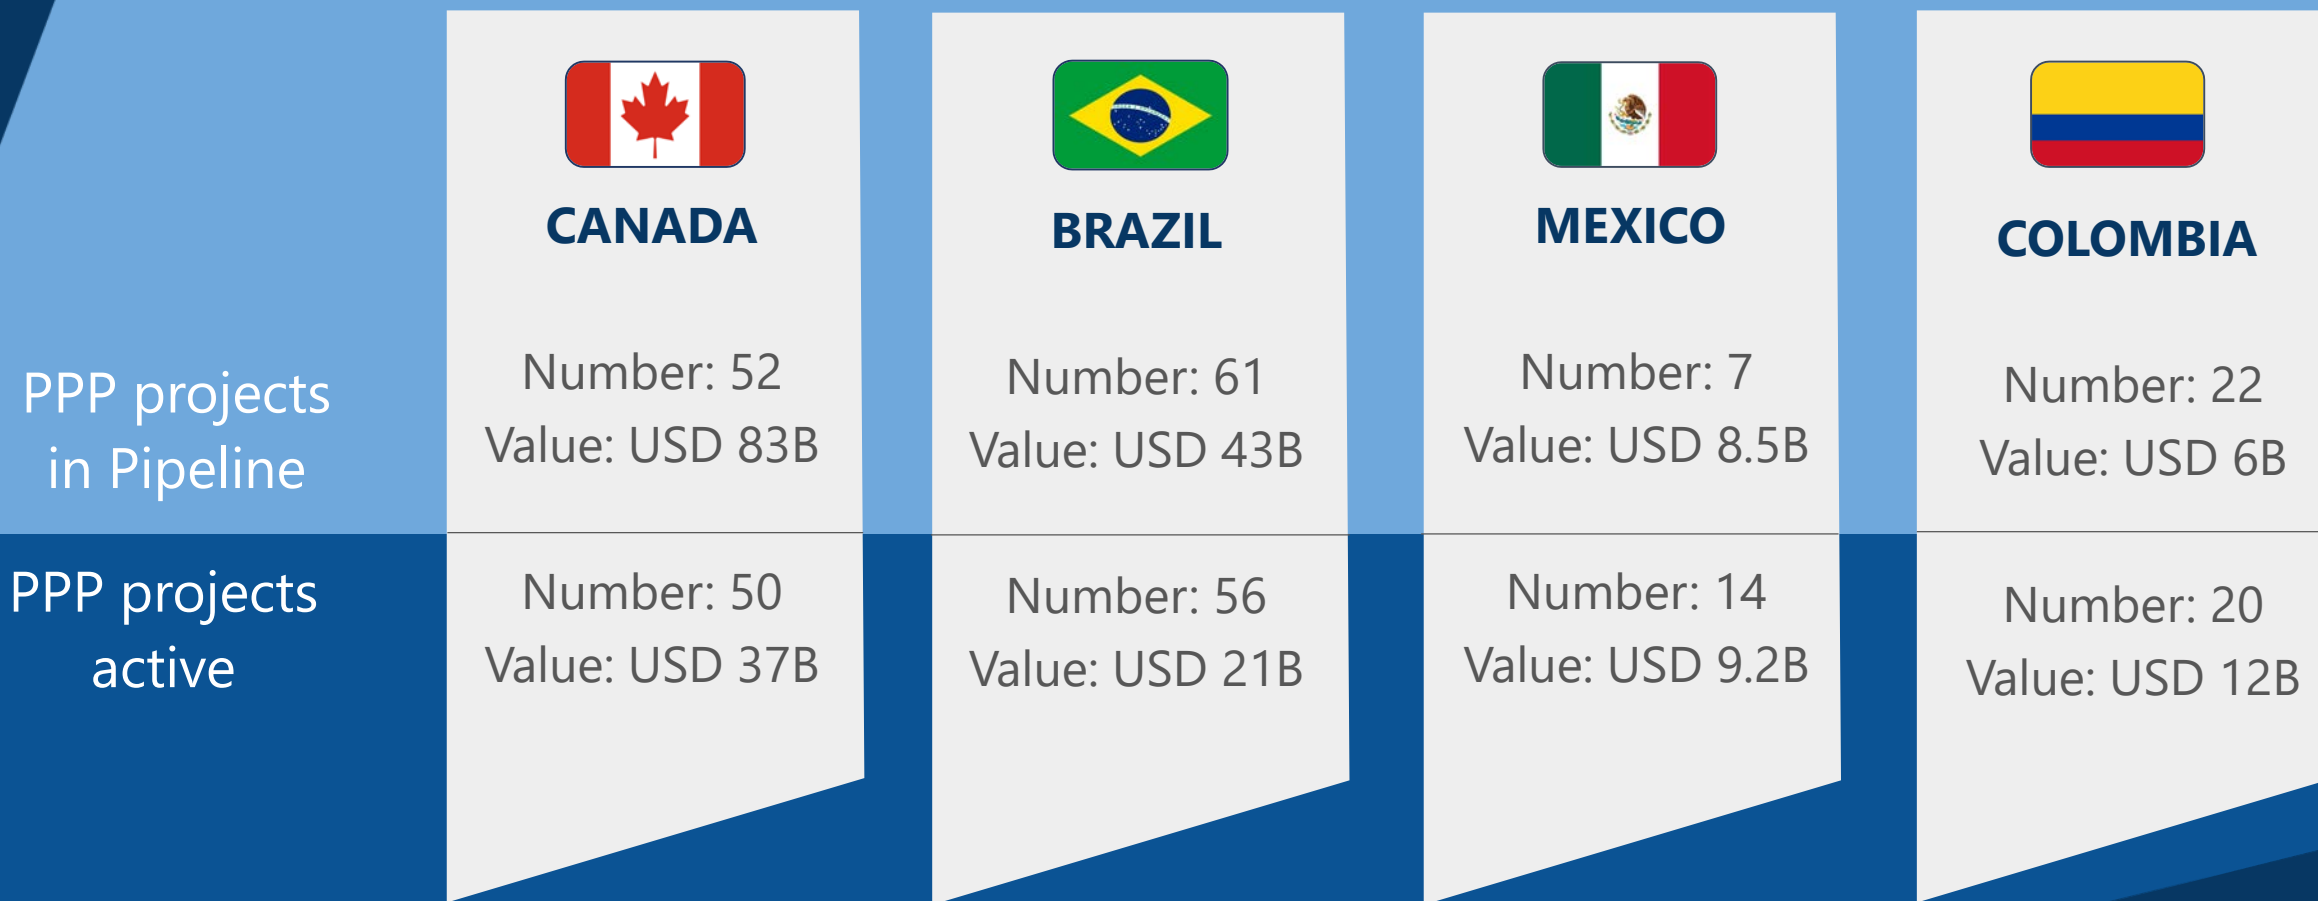 CANADA
BRAZIL
MEXICO
COLOMBIA
PPP projects
in Pipeline
Number: 52
Value: USD 83B
Number: 61
Value: USD 43B
Number: 7
Value: USD 8.5B
Number: 22
Value: USD 6B
PPP projects
active
Number: 50
Value: USD 37B
Number: 56
Value: USD 21B
Number: 14
Value: USD 9.2B
Number: 20
Value: USD 12B